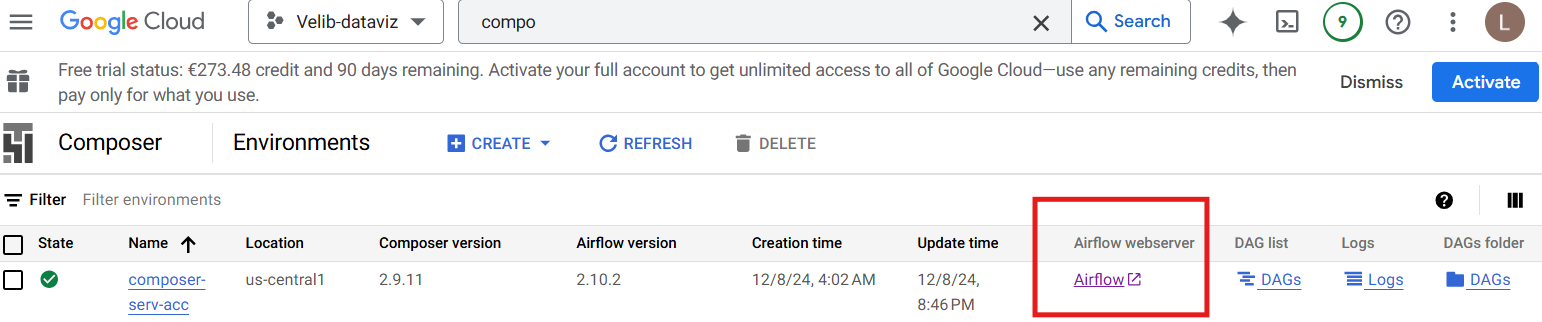 Google Cloud Velib-dataviz compo Search 9 L
Free trial status: €273.48 credit and 90 days remaining. Activate your full account to get unlimited access to all of Google Cloud—use any remaining credits, then
pay only for what you use.
Dismiss Activate
Composer Environments CREATE REFRESH DELETE
Filter Filter environments
State Name Location Composer version Airflow version Creation time Update time Airflow webserver DAG list Logs DAGs folder
composer- us-central1 2.9.11 2.10.2 12/8/24, 4:02 AM 12/8/24, Airflow DAGs Logs DAGs
serv-acc 8:46 PM